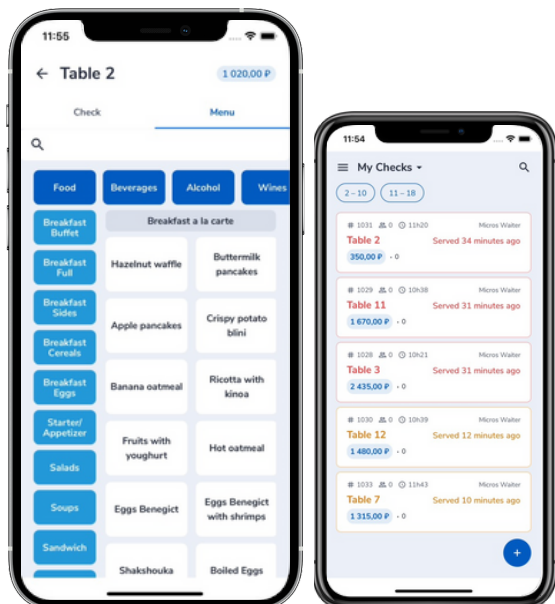 11:55
← Table 2
1 020,00 ₽
Check
Menu
Food
Beverages
Alcohol
Wines
Breakfast
Buffet
Breakfast
Full
Breakfast
Sides
Breakfast
Cereals
Breakfast
Eggs
Starter/
Appetizer
Salads
Soups
Sandwich
Breakfast a la carte
Hazelnut waffle
Buttermilk
pancakes
Apple pancakes
Crispy potato
blini
Banana oatmeal
Ricotta with
kinoa
Fruits with
youghurt
Hot oatmeal
Eggs Benegict
Eggs Benegict
with shrimps
Shakshouka
Boiled Eggs
11:54
My Checks
2 – 10
11 – 18
# 1031 0 11h20 Micros Waiter
Table 2 Served 34 minutes ago
350,00 ₽ • 0
# 1029 0 10h38 Micros Waiter
Table 11 Served 31 minutes ago
1 670,00 ₽ • 0
# 1028 0 10h21 Micros Waiter
Table 3 Served 31 minutes ago
2 435,00 ₽ • 0
# 1030 0 10h39 Micros Waiter
Table 12 Served 12 minutes ago
1 480,00 ₽ • 0
# 1033 0 11h43 Micros Waiter
Table 7 Served 10 minutes ago
1 315,00 ₽ • 0
+